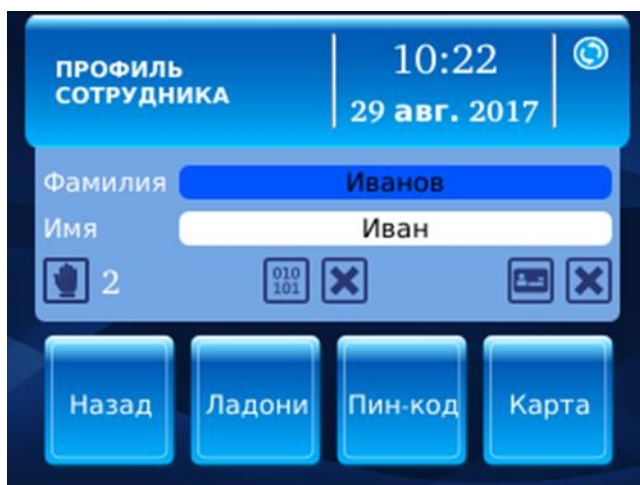 ПРОФИЛЬ
СОТРУДНИКА
10:22
29 авг. 2017
Фамилия Иванов
Имя Иван
2 010 101
Назад Ладони Пин-код Карта